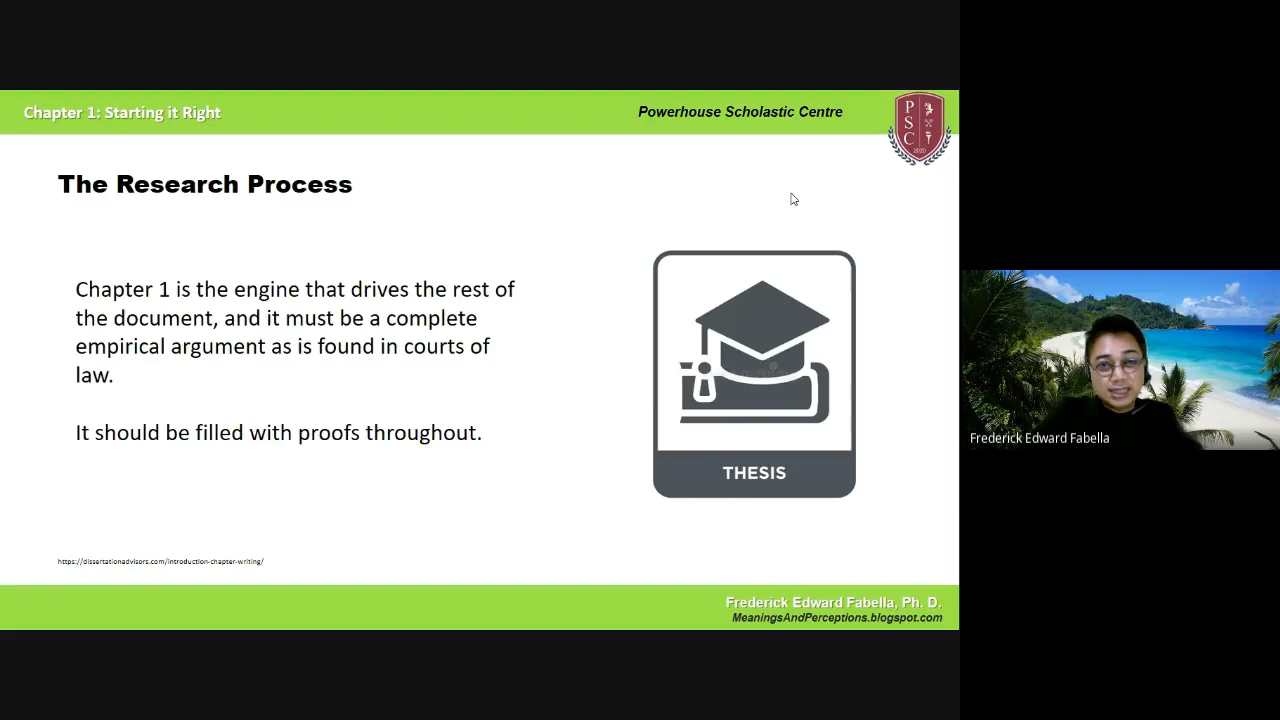 Chapter 1: Starting it Right
Powerhouse Scholastic Centre
P
S
C
2020
The Research Process
Chapter 1 is the engine that drives the rest of
the document, and it must be a complete
empirical argument as is found in courts of
law.
It should be filled with proofs throughout.
THESIS
https://dissertationadvisors.com/introduction-chapter-writing/
Frederick Edward Fabella, Ph. D.
MeaningsAndPerceptions.blogspot.com
Frederick Edward Fabella